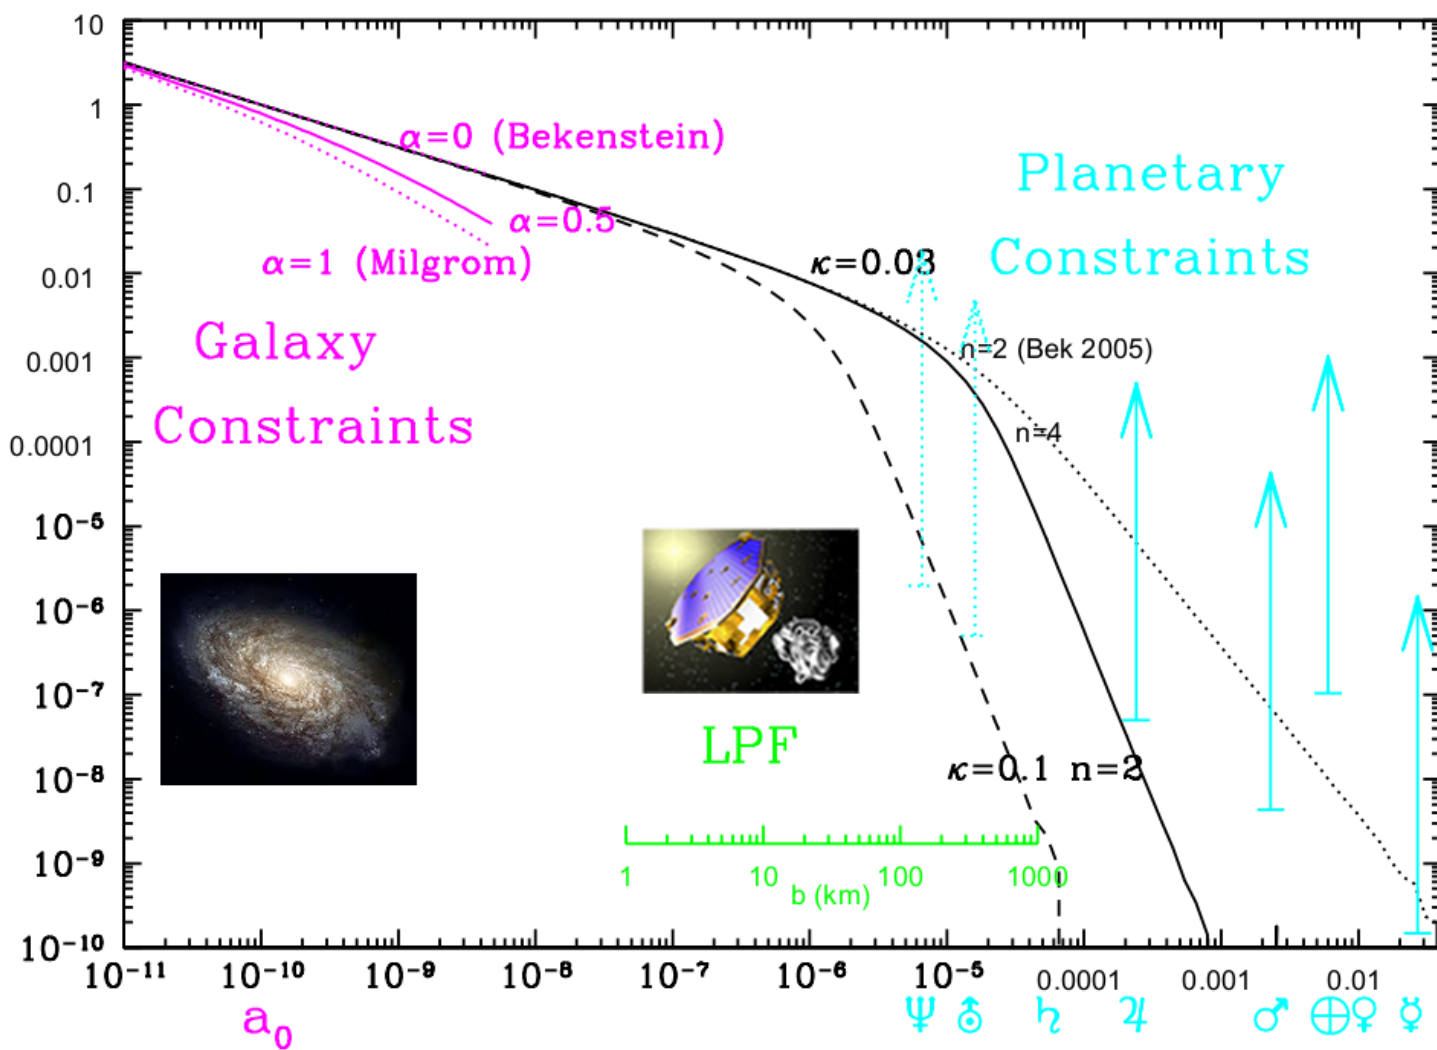 10
1
0.1
0.01
0.001
0.0001
10⁻⁵
10⁻⁶
10⁻⁷
10⁻⁸
10⁻⁹
10⁻¹⁰
α=0 (Bekenstein)
α=0.5
α=1 (Milgrom)
Galaxy
Constraints
Planetary
Constraints
κ=0.03
n=2 (Bek 2005)
n=4
κ=0.1 n=2
LPF
1 10 100 1000
b (km)
10⁻¹¹ 10⁻¹⁰ 10⁻⁹ 10⁻⁸ 10⁻⁷ 10⁻⁶ 10⁻⁵ 0.0001 0.001 0.01
a₀ ♆ ⛢ ♄ ♃ ♂ ⊕ ♀ ☿